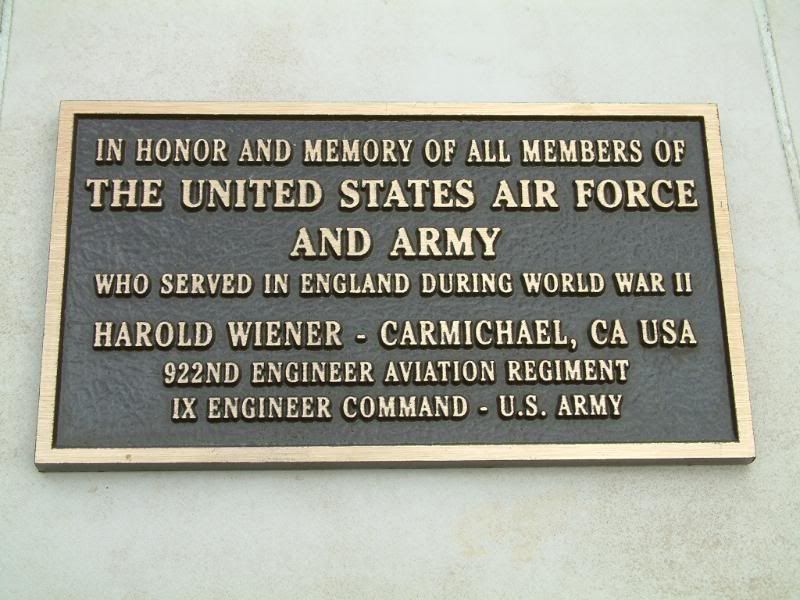 IN HONOR AND MEMORY OF ALL MEMBERS OF
THE UNITED STATES AIR FORCE
AND ARMY
WHO SERVED IN ENGLAND DURING WORLD WAR II
HAROLD WIENER - CARMICHAEL, CA USA
922ND ENGINEER AVIATION REGIMENT
IX ENGINEER COMMAND - U.S. ARMY